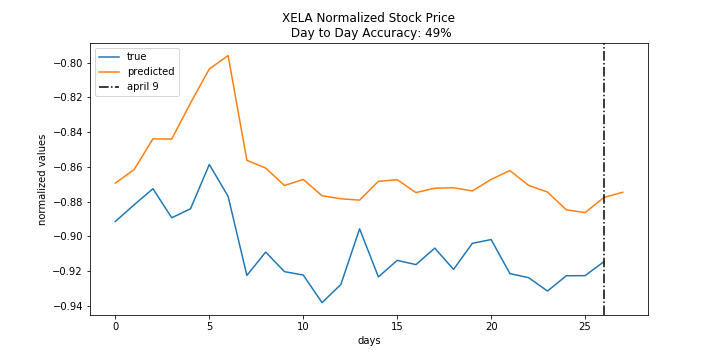 XELA Normalized Stock Price
Day to Day Accuracy: 49%
true
predicted
april 9
normalized values
−0.80
−0.82
−0.84
−0.86
−0.88
−0.90
−0.92
−0.94
0
5
10
15
20
25
days